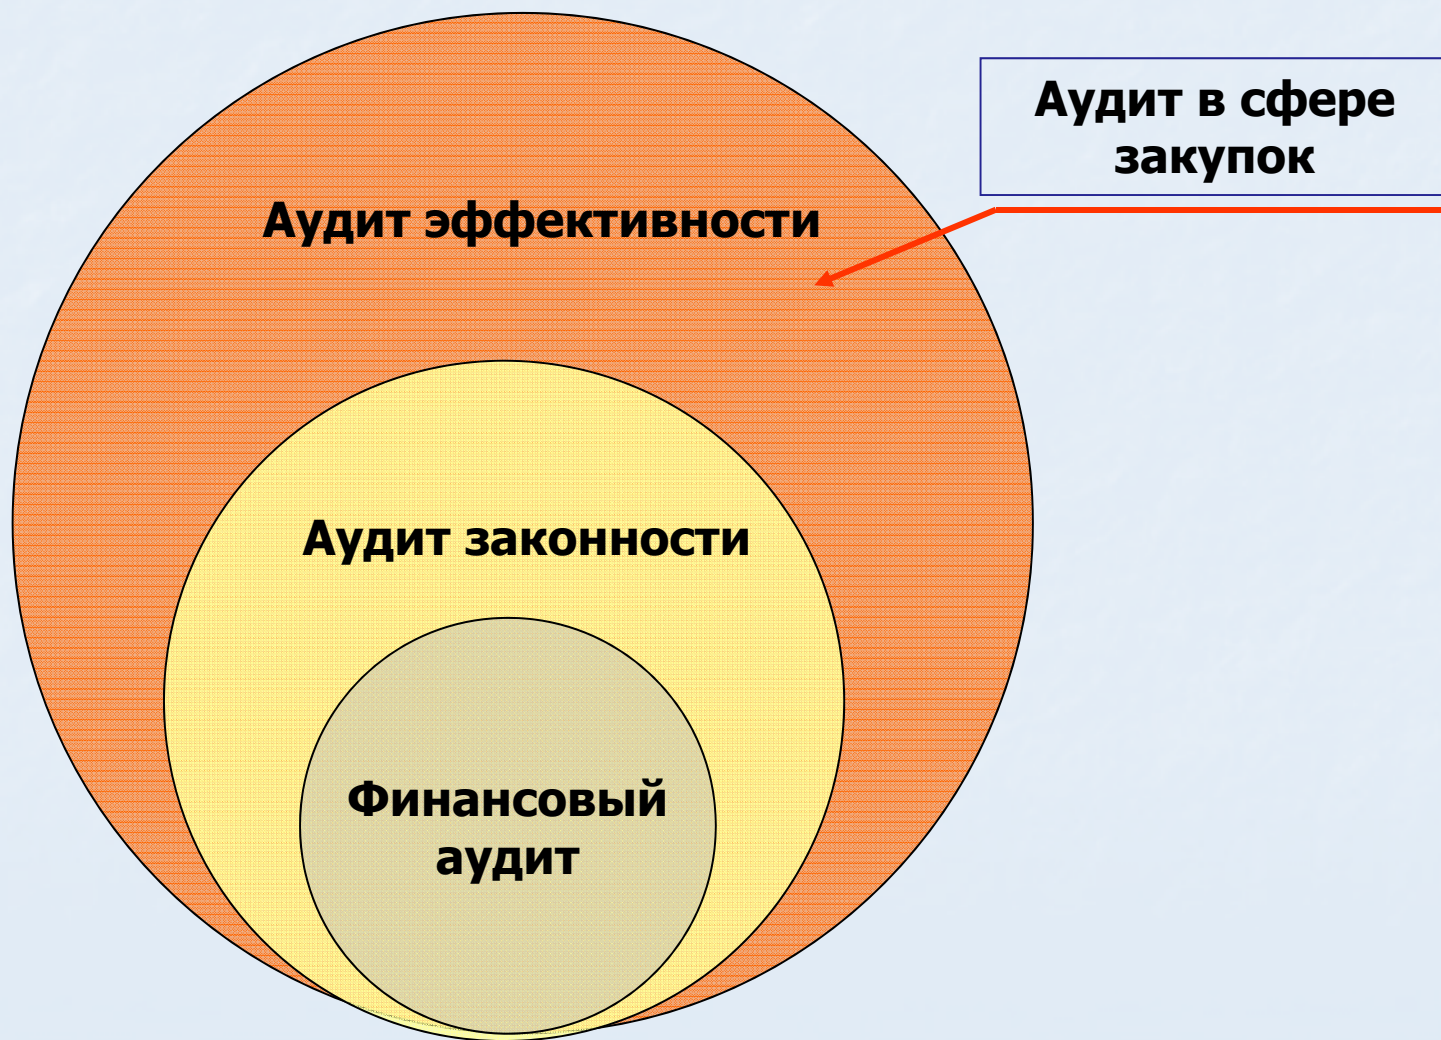 Аудит в сфере
закупок
Аудит эффективности
Аудит законности
Финансовый
аудит